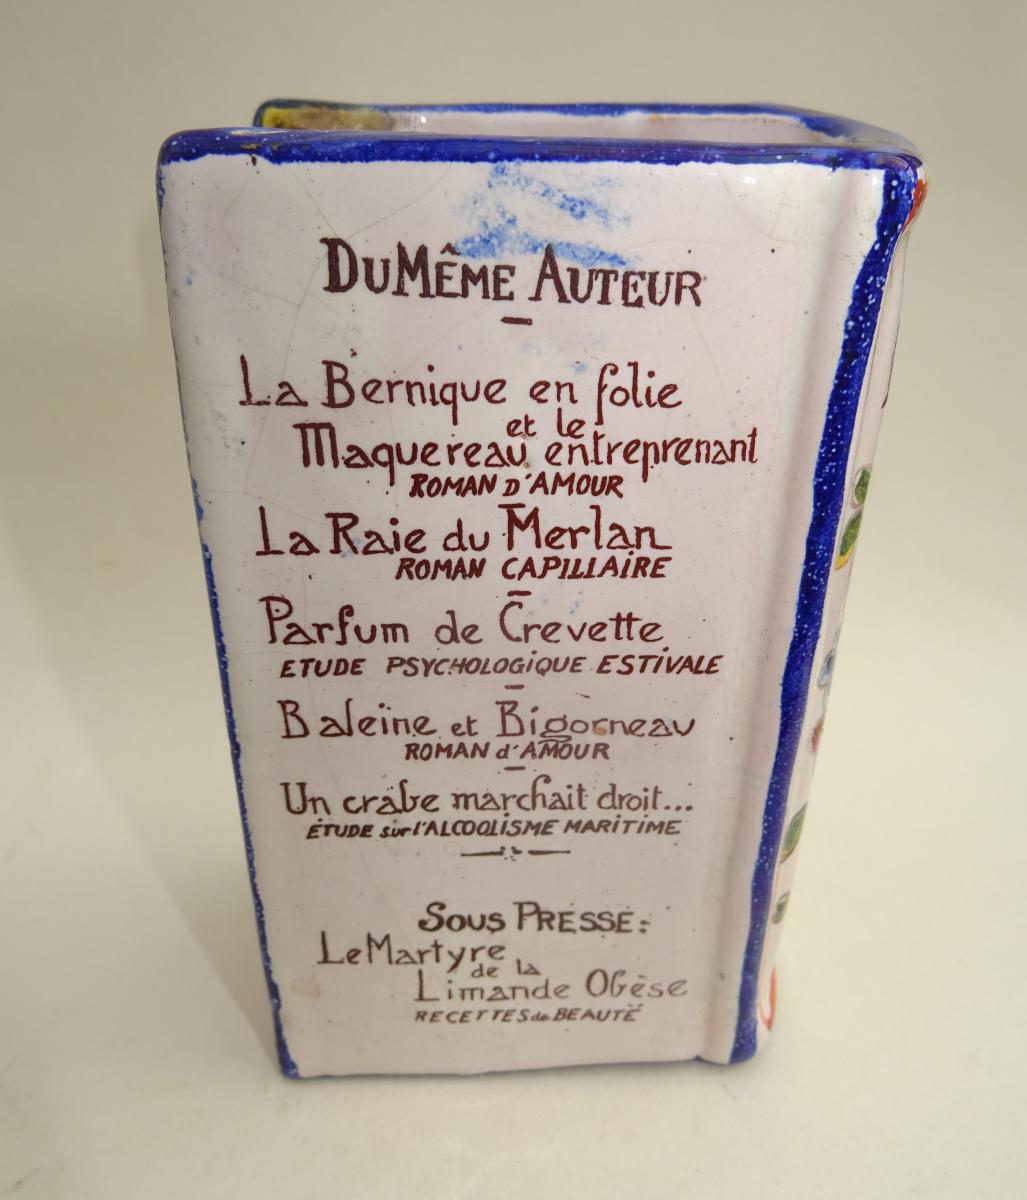 DU MÊME AUTEUR
La Bernique en folie
et le
Maquereau entreprenant
ROMAN D'AMOUR
La Raie du Merlan
ROMAN CAPILLAIRE
Parfum de Crevette
ETUDE PSYCHOLOGIQUE ESTIVALE
Baleine et Bigorneau
ROMAN d'AMOUR
Un crabe marchait droit...
ETUDE sur l'ALCOOLISME MARITIME
SOUS PRESSE:
Le Martyre
de la
Limande Obèse
RECETTES de BEAUTÉ